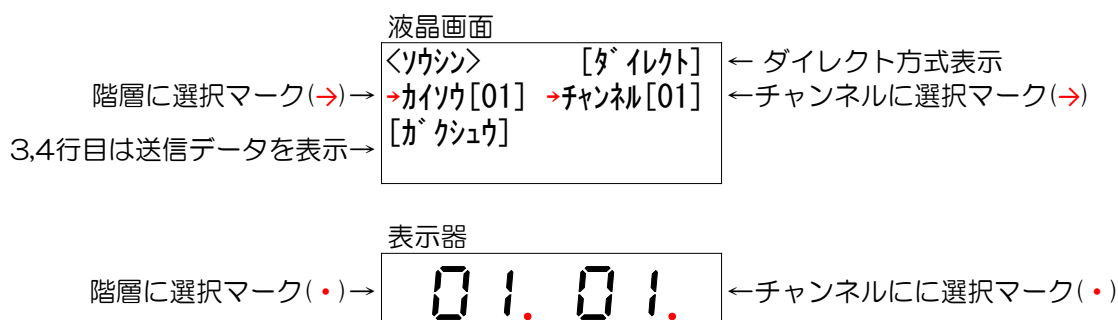 液晶画面
<ソウシン> [ダイレクト] ← ダイレクト方式表示
階層に選択マーク(→)→ →カイソウ[01] →チャンネル[01] ←チャンネルに選択マーク(→)
[ガクシュウ]
3,4行目は送信データを表示→
表示器
階層に選択マーク(・)→ 01. 01. ←チャンネルにに選択マーク(・)